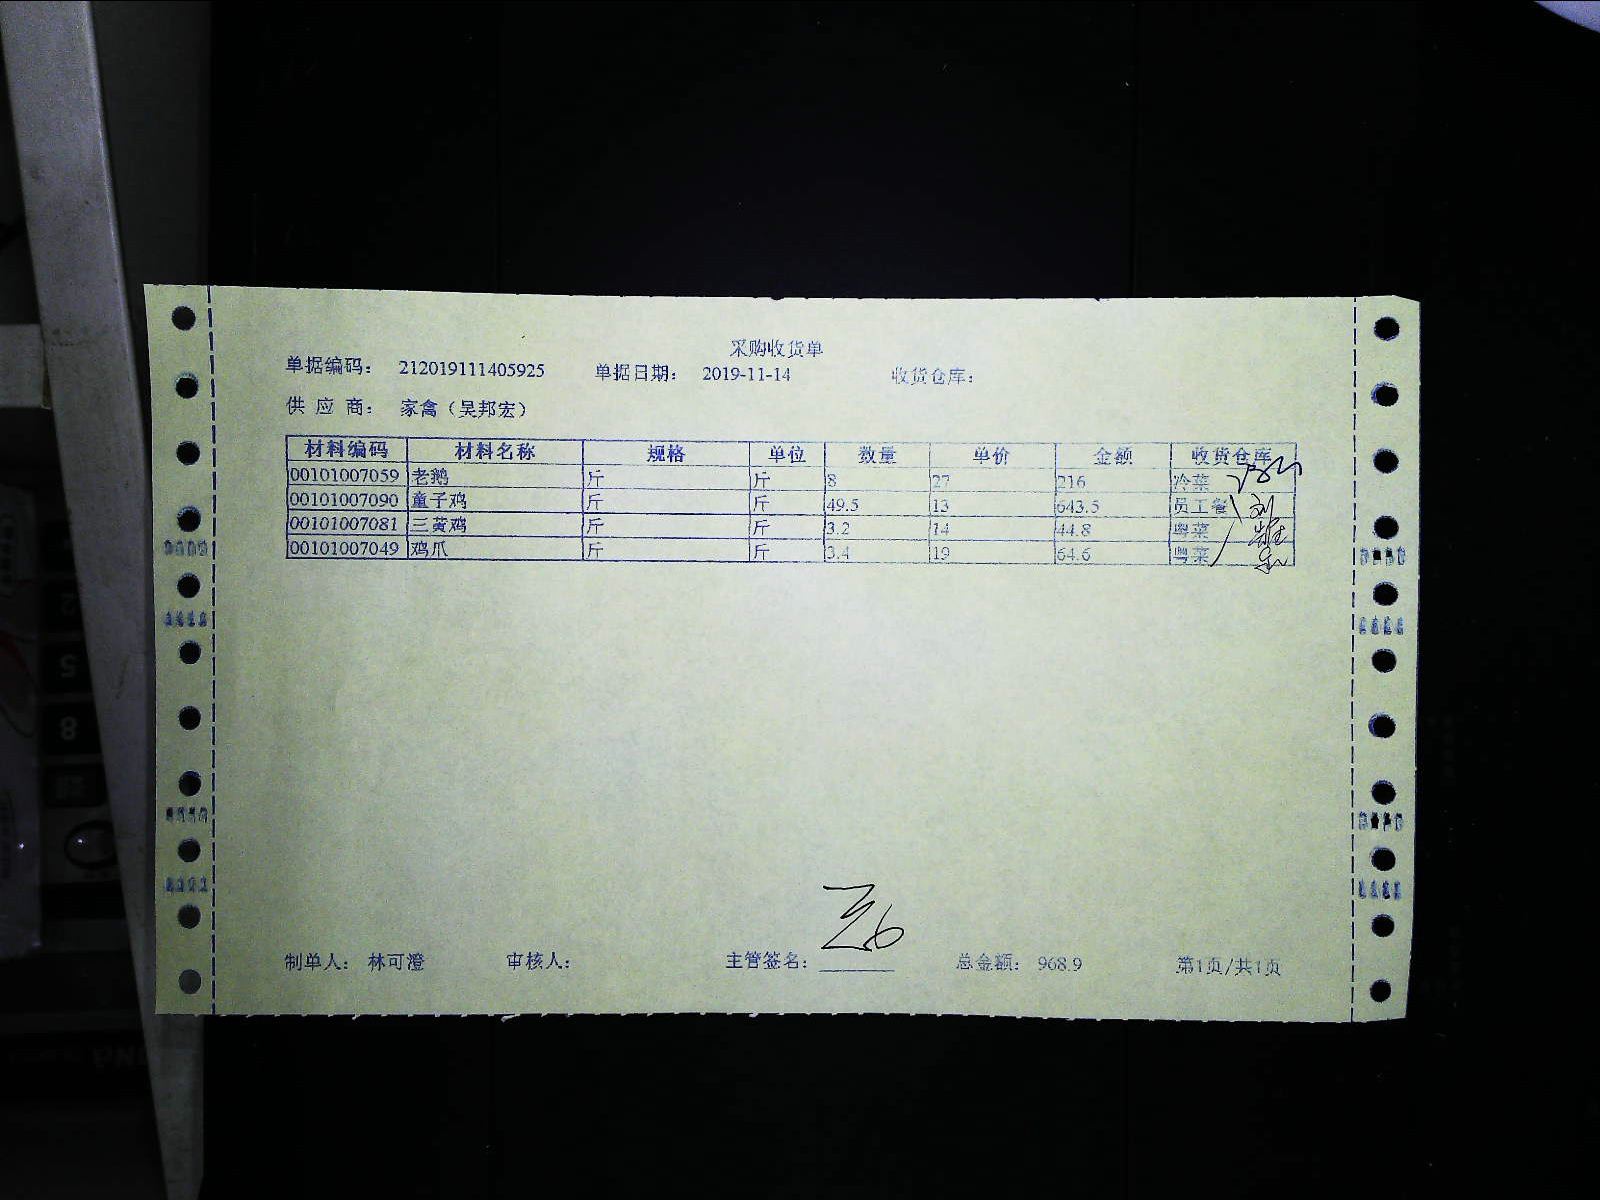 采购收货单
单据编码： 212019111405925 单据日期： 2019-11-14 收货仓库：
供 应 商： 家禽（吴邦宏）
材料编码 材料名称 规格 单位 数量 单价 金额 收货仓库
00101007059 老鹅 斤 斤 8 27 216 冷菜
00101007090 童子鸡 斤 斤 49.5 13 643.5 员工餐
00101007081 三黄鸡 斤 斤 3.2 14 44.8 粤菜
00101007049 鸡爪 斤 斤 3.4 19 64.6 粤菜
制单人： 林可澄 审核人： 主管签名： 总金额： 968.9 第1页/共1页